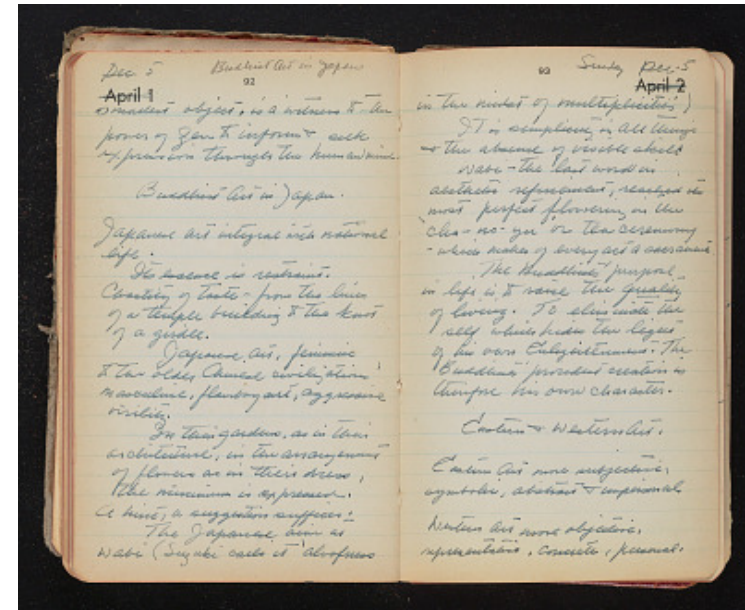 Dec 5 Buddhist Art in Japan
92
April 1
object, is a witness to the
power of Zen to inform & seek
expression through the human mind.
Buddhist Art in Japan.
Japanese art integral with national
life.
Its essence is restraint.
Chastity of taste - from the lines
of a temple building to the knot
of a girdle.
Japanese art, feminine
to the older Chinese civilization,
masculine, flamboyant, aggressive
virility.
In their gardens, as in their
architecture, in the arrangement
of flowers as in their dress,
the minimum is expressed.
A hint, a suggestion suffices!
The Japanese aim is
Wabi (Suzuki calls it "aloofness
93 Sunday Dec-5
April 2
in the midst of multiplicities")
It is simplicity in all things
& the absence of visible skill
Wabi - the last word in
aesthetic refinement, reached its
most perfect flowering in the
cha-no-yu or tea ceremony
- which makes of every act a sacrament.
The Buddhist's purpose
in life is to raise the quality
of living. To eliminate the
self which hides the light
of his own Enlightenment. The
Buddhist's proudest creation is
therefore his own character.
Eastern & Western Art.
Eastern Art more subjective,
symbolic, abstract & impersonal
Western Art more objective,
representative, concrete, personal.